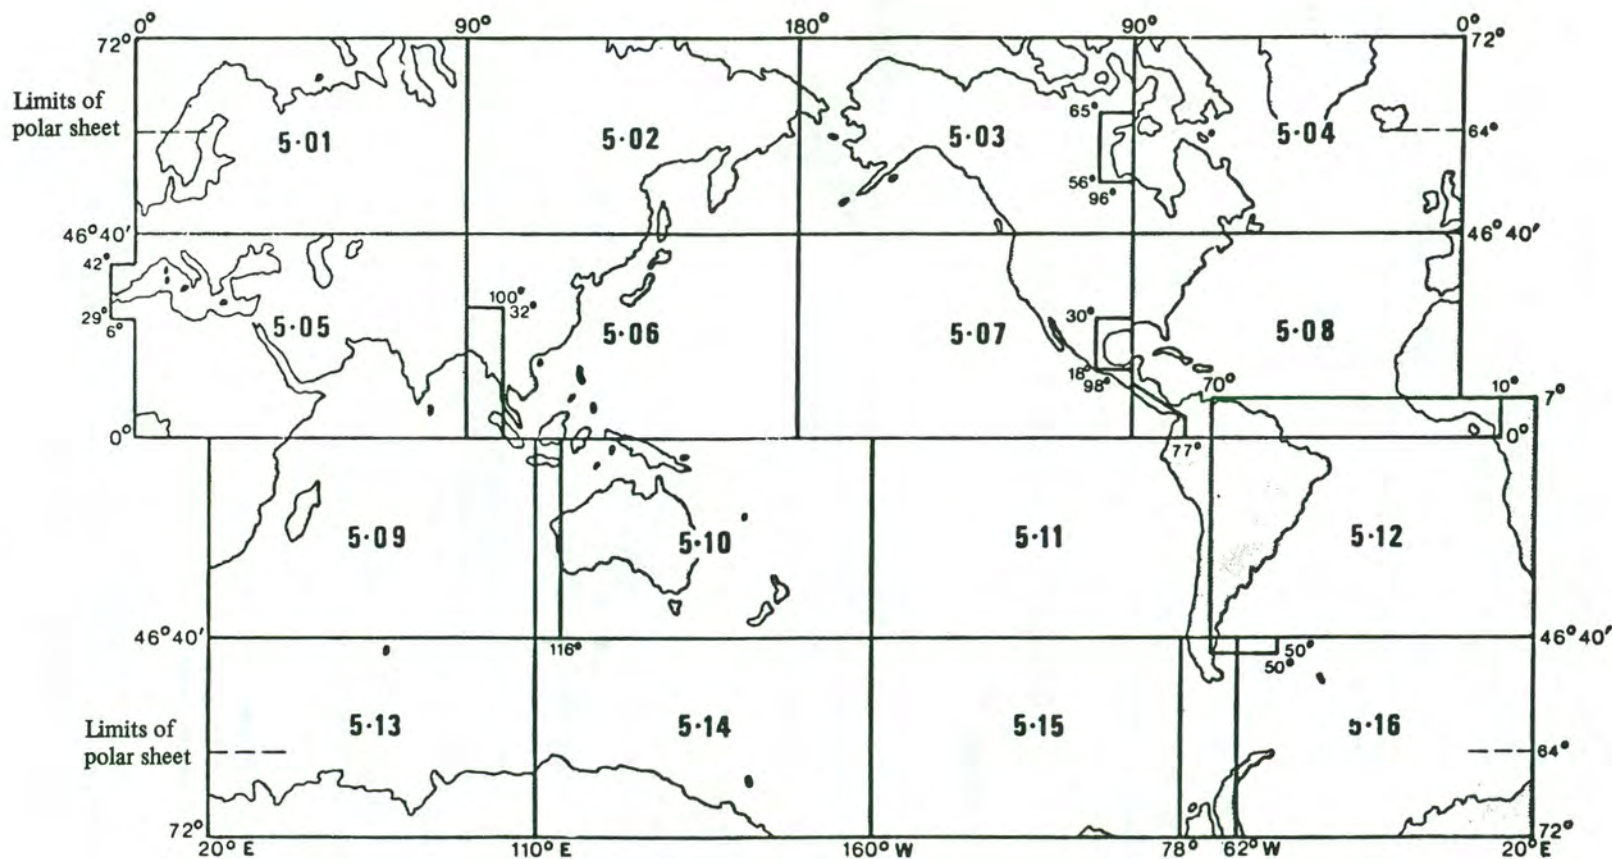 0° 90° 180° 90° 0°
72° 72°
Limits of
polar sheet
65°
5·01 5·02 5·03 5·04 64°
56°
96°
46°40′ 46°40′
42°
100°
32°
29° 30°
6° 5·05 5·06 5·07 5·08
18°
98° 70° 10° 7°
0° 0°
77°
5·09 5·10 5·11 5·12
46°40′ 46°40′
116° 50°
50°
Limits of
polar sheet
5·13 5·14 5·15 5·16
64°
72° 72°
20°E 110°E 160°W 78° 62°W 20°E